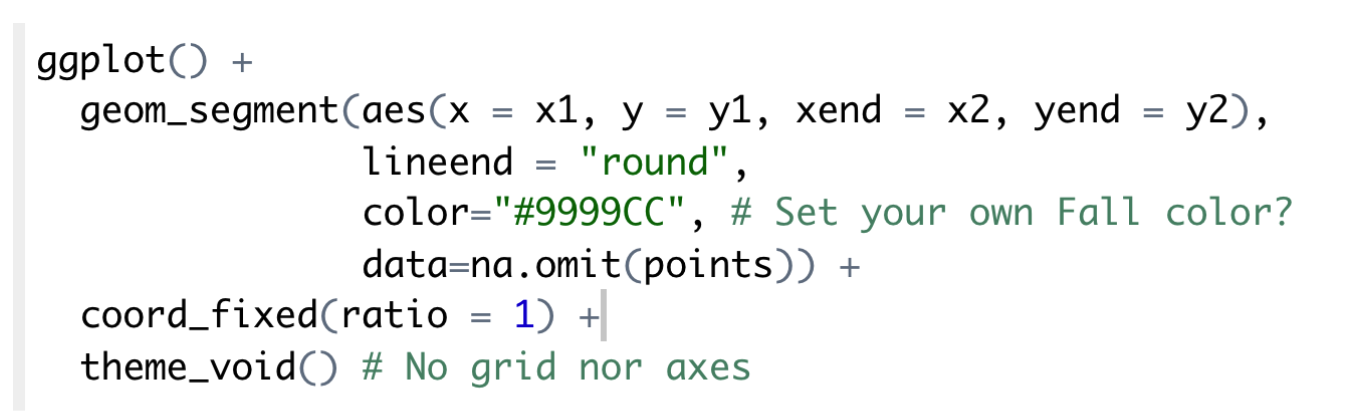 ggplot() +
  geom_segment(aes(x = x1, y = y1, xend = x2, yend = y2),
               lineend = "round",
               color="#9999CC", # Set your own Fall color?
               data=na.omit(points)) +
  coord_fixed(ratio = 1) +
  theme_void() # No grid nor axes